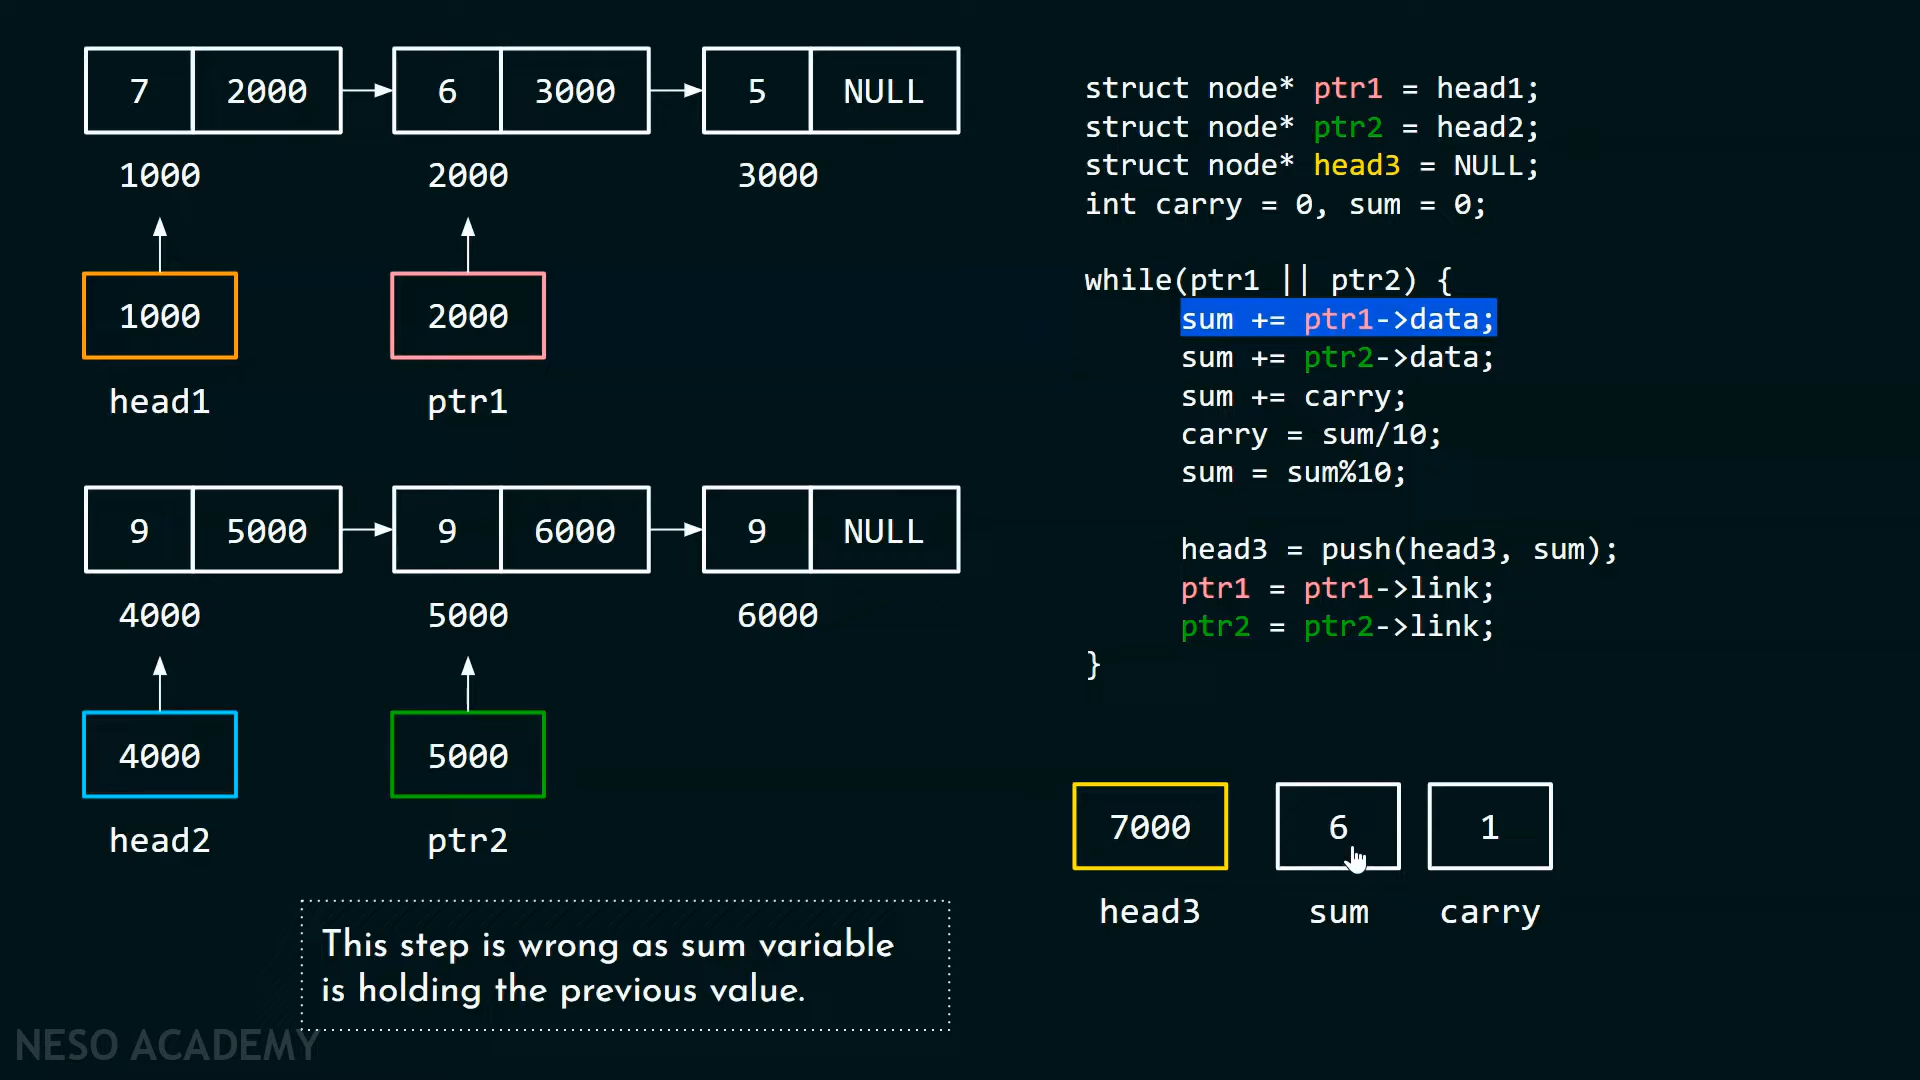 7 2000 6 3000 5 NULL
1000 2000 3000
1000 2000
head1 ptr1
9 5000 9 6000 9 NULL
4000 5000 6000
4000 5000
head2 ptr2
This step is wrong as sum variable
is holding the previous value.
NESO ACADEMY
struct node* ptr1 = head1;
struct node* ptr2 = head2;
struct node* head3 = NULL;
int carry = 0, sum = 0;
while(ptr1 || ptr2) {
sum += ptr1->data;
sum += ptr2->data;
sum += carry;
carry = sum/10;
sum = sum%10;
head3 = push(head3, sum);
ptr1 = ptr1->link;
ptr2 = ptr2->link;
}
7000 6 1
head3 sum carry